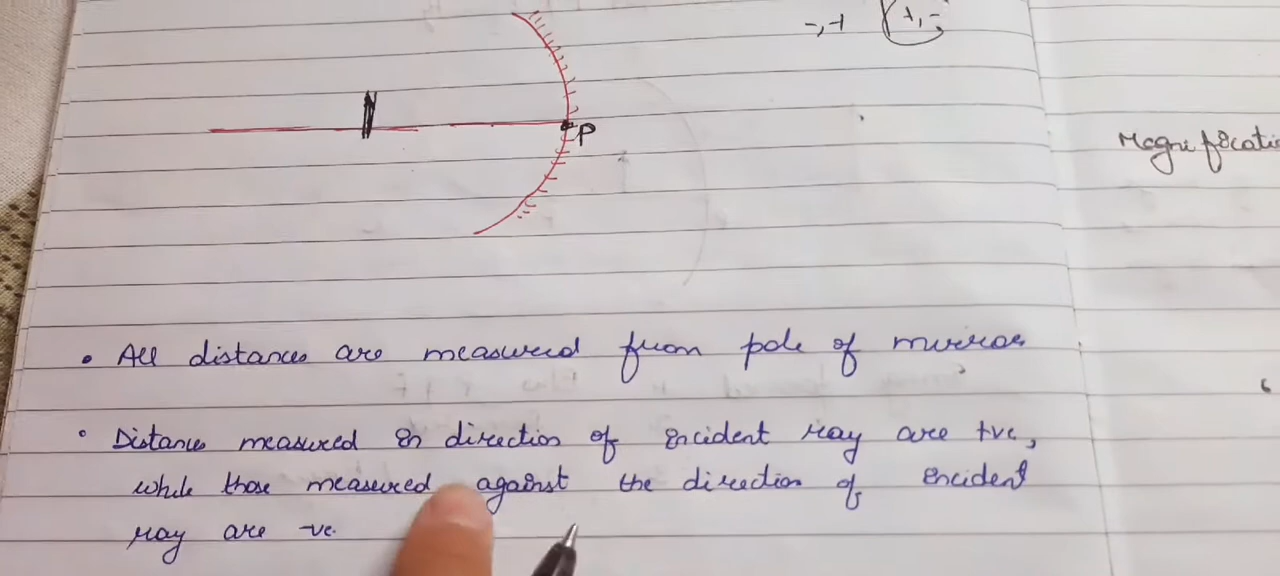 -, +
+, -
P
Magnificati
• All distances are measured from pole of mirror
• Distances measured in direction of incident ray are +ve,
while those measured against the direction of incident
ray are -ve.